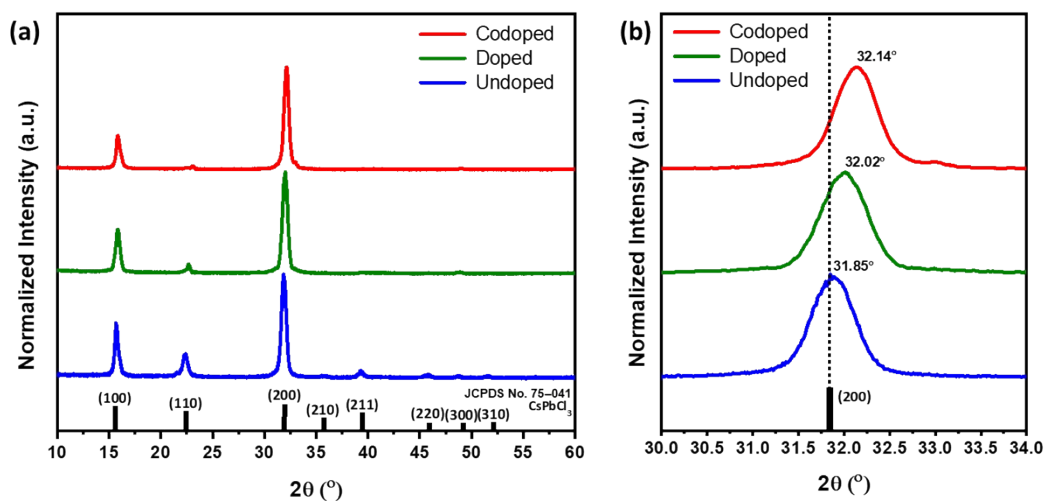 (a)
Codoped
Doped
Undoped
Normalized Intensity (a.u.)
JCPDS No. 75–041
CsPbCl3
(100)
(110)
(200)
(210)
(211)
(220)
(300)
(310)
10 15 20 25 30 35 40 45 50 55 60
2θ (°)
(b)
Codoped
Doped
Undoped
32.14°
32.02°
31.85°
Normalized Intensity (a.u.)
(200)
30.0 30.5 31.0 31.5 32.0 32.5 33.0 33.5 34.0
2θ (°)